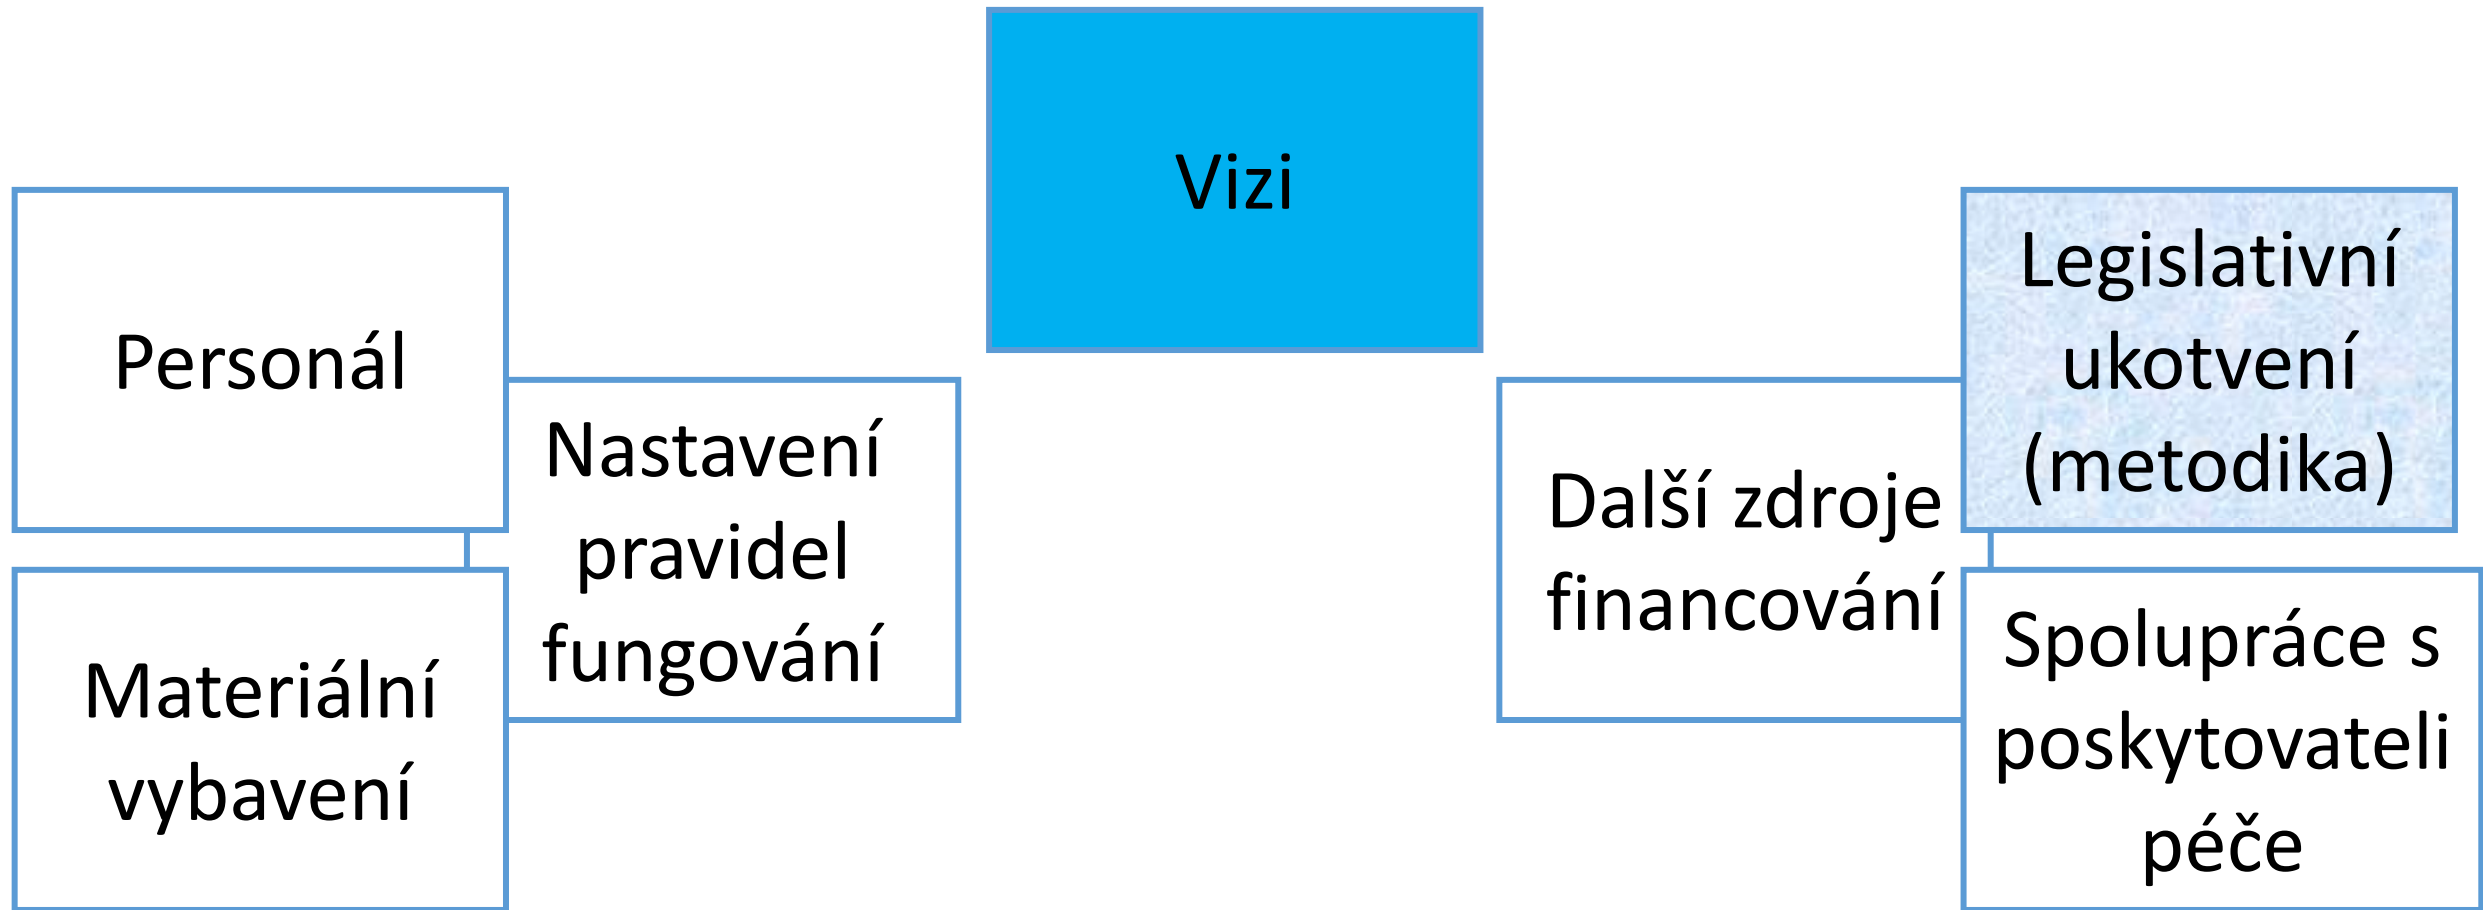 Vizi
Personál
Nastavení
pravidel
fungování
Materiální
vybavení
Další zdroje
financování
Legislativní
ukotvení
(metodika)
Spolupráce s
poskytovateli
péče